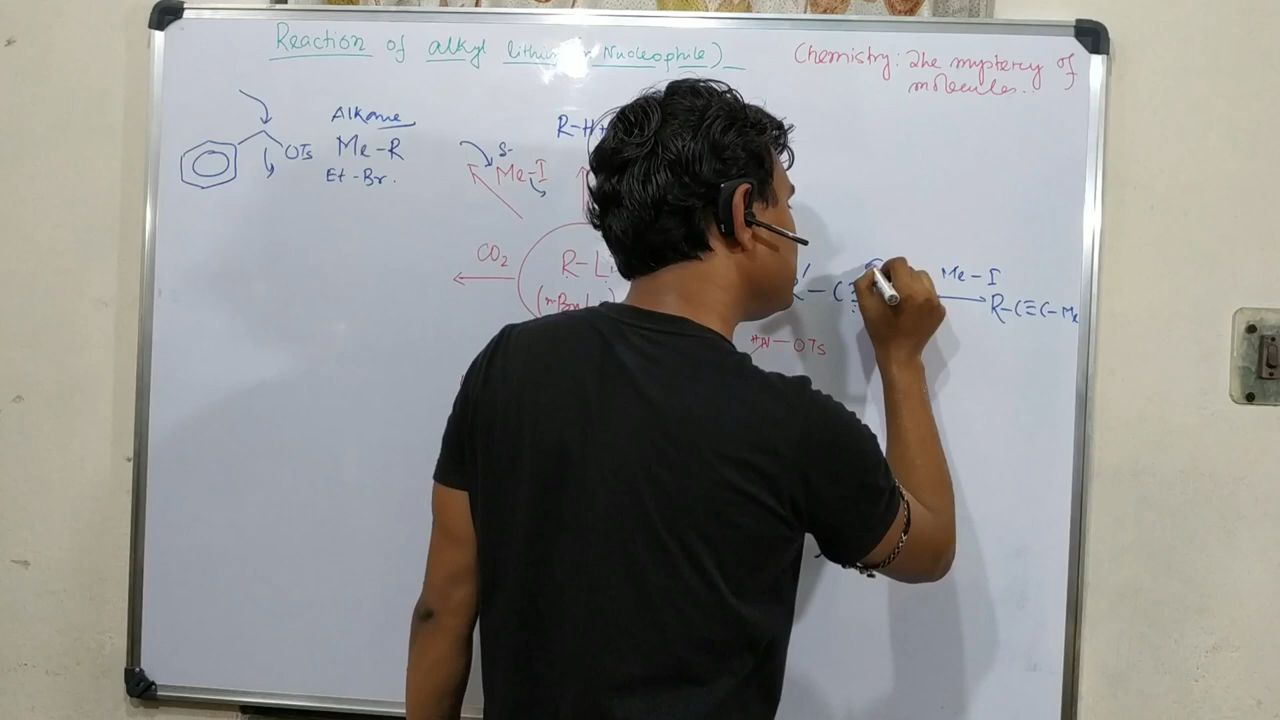 Reaction of alkyl lithium Nucleophile)
Chemistry: The mystery of
molecules.
Alkane
OTs
Me-R
Et-Br.
R-H+
δ-
Me-I
CO₂
R-Li
(n-BuLi)
R'-C≡
Me-I
R-C≡C-Me
HN-OTs